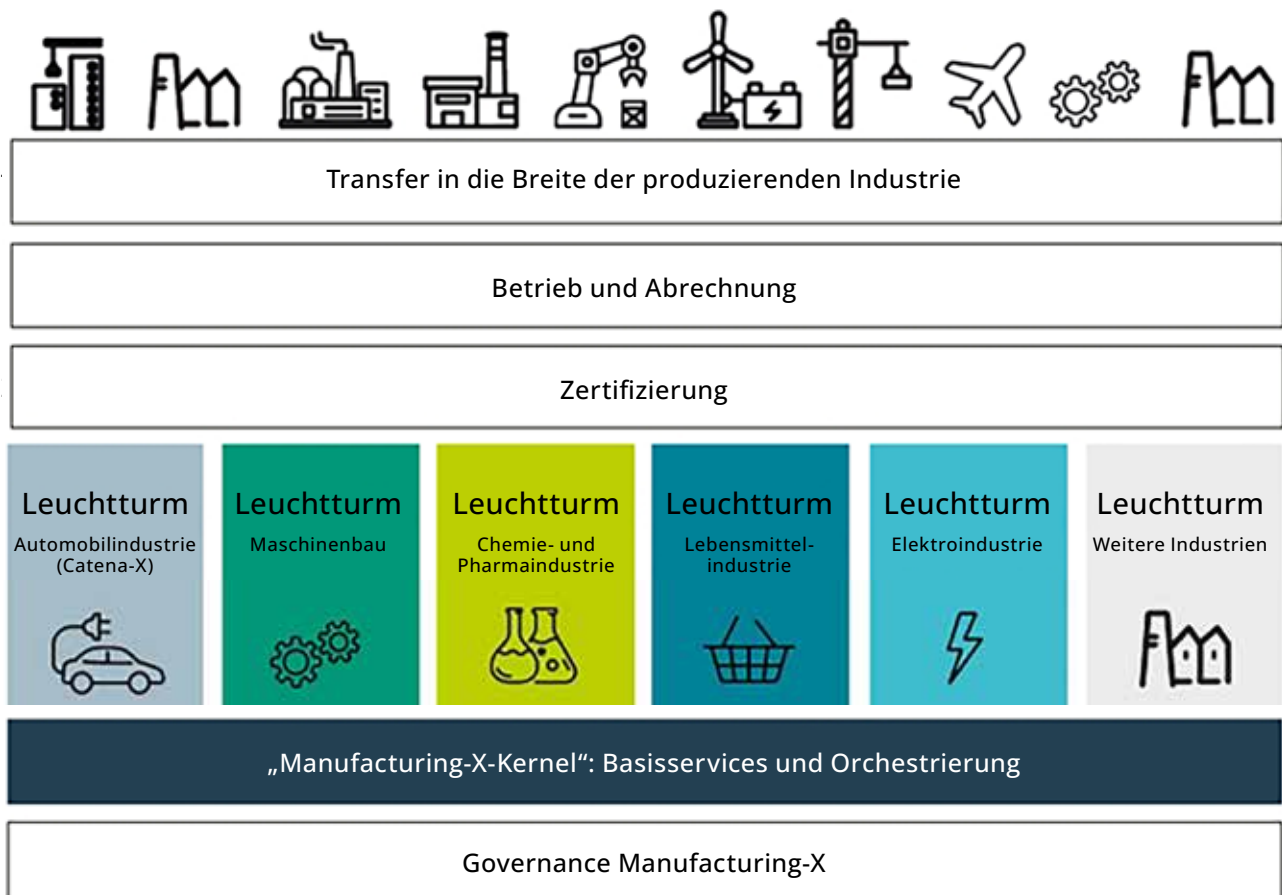 Transfer in die Breite der produzierenden Industrie
Betrieb und Abrechnung
Zertifizierung
Leuchtturm
Automobilindustrie
(Catena-X)
Leuchtturm
Maschinenbau
Leuchtturm
Chemie- und
Pharmaindustrie
Leuchtturm
Lebensmittel-
industrie
Leuchtturm
Elektroindustrie
Leuchtturm
Weitere Industrien
„Manufacturing-X-Kernel“: Basisservices und Orchestrierung
Governance Manufacturing-X